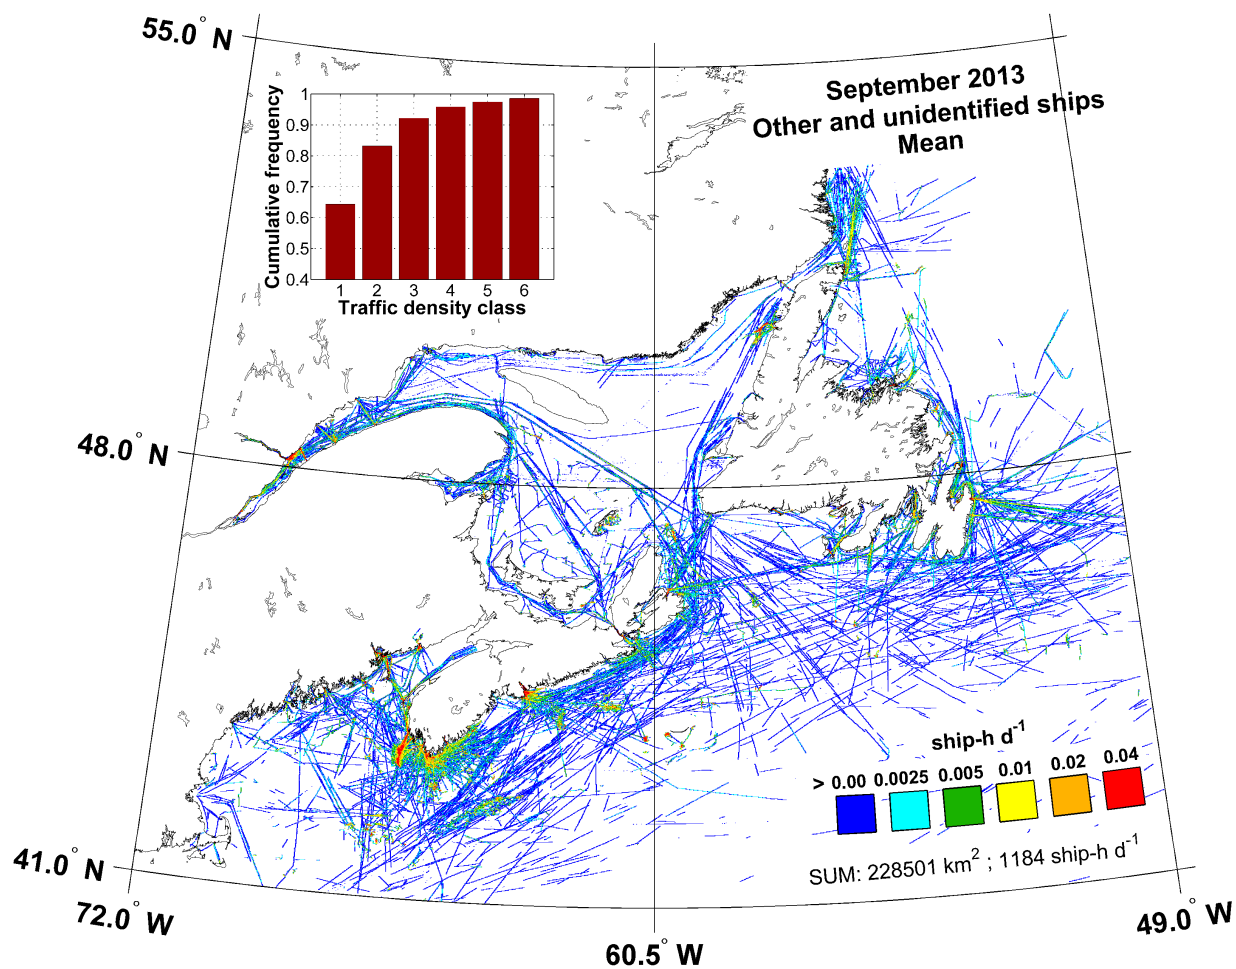 55.0° N
September 2013
Other and unidentified ships
Mean
Cumulative frequency
1
0.9
0.8
0.7
0.6
0.5
0.4
1 2 3 4 5 6
Traffic density class
48.0° N
ship-h d-1
> 0.00 0.0025 0.005 0.01 0.02 0.04
SUM: 228501 km2 ; 1184 ship-h d-1
41.0° N
72.0° W
60.5° W
49.0° W